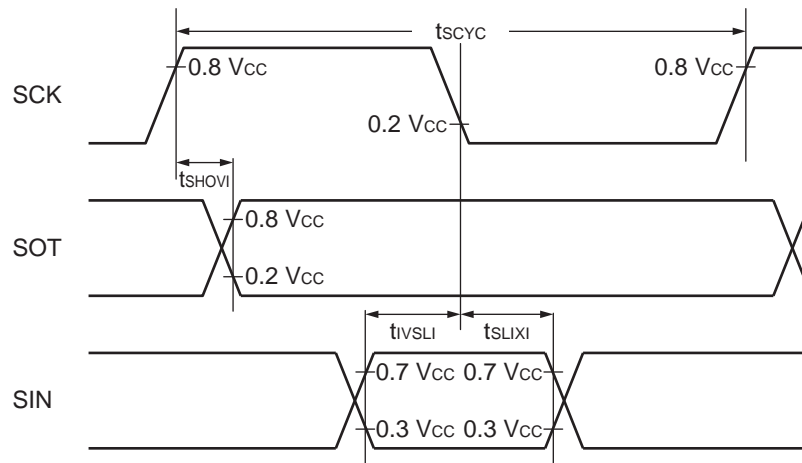 tSCYC
SCK
0.8 VCC
0.8 VCC
0.2 VCC
tSHOVI
SOT
0.8 VCC
0.2 VCC
tIVSLI
tSLIXI
SIN
0.7 VCC
0.7 VCC
0.3 VCC
0.3 VCC